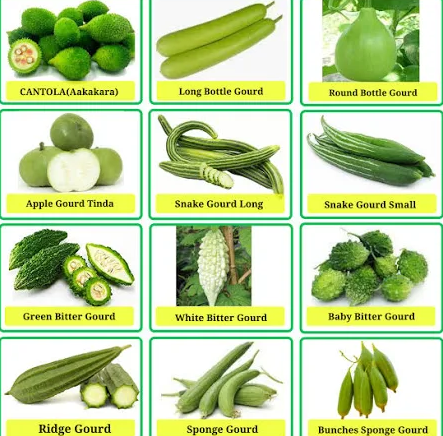 CANTOLA(Aakakara)
Long Bottle Gourd
Round Bottle Gourd
Apple Gourd Tinda
Snake Gourd Long
Snake Gourd Small
Green Bitter Gourd
White Bitter Gourd
Baby Bitter Gourd
Ridge Gourd
Sponge Gourd
Bunches Sponge Gourd